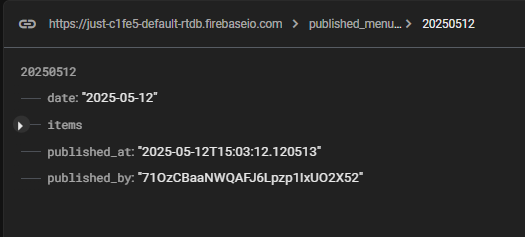 https://just-c1fe5-default-rtdb.firebaseio.com > published_menu... > 20250512
20250512
date: "2025-05-12"
items
published_at: "2025-05-12T15:03:12.120513"
published_by: "71OzCBaaNWQAFJ6Lpzp1IxUO2X52"